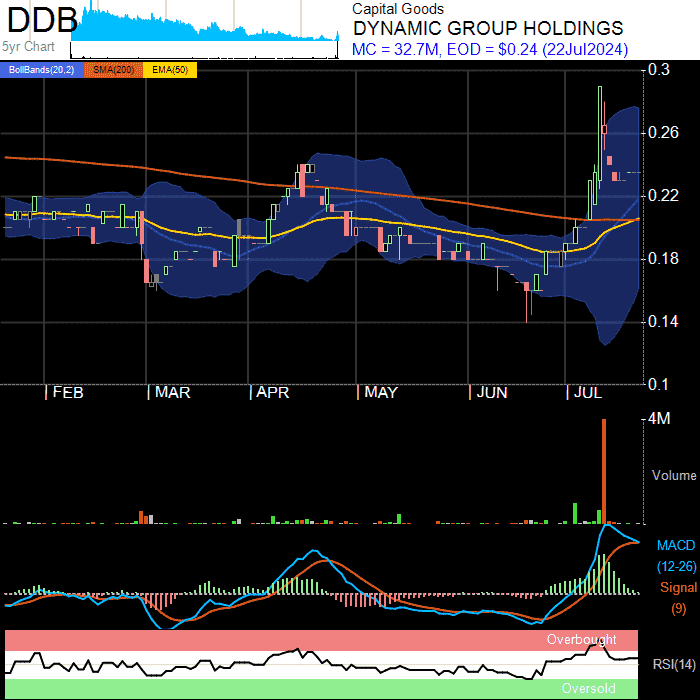 DDB
5yr Chart
Capital Goods
DYNAMIC GROUP HOLDINGS
MC = 32.7M, EOD = $0.24 (22Jul2024)
BollBands(20,2) SMA(200) EMA(50)
0.3
0.26
0.22
0.18
0.14
0.1
FEB MAR APR MAY JUN JUL
4M
Volume
MACD
(12-26)
Signal
(9)
Overbought
RSI(14)
Oversold